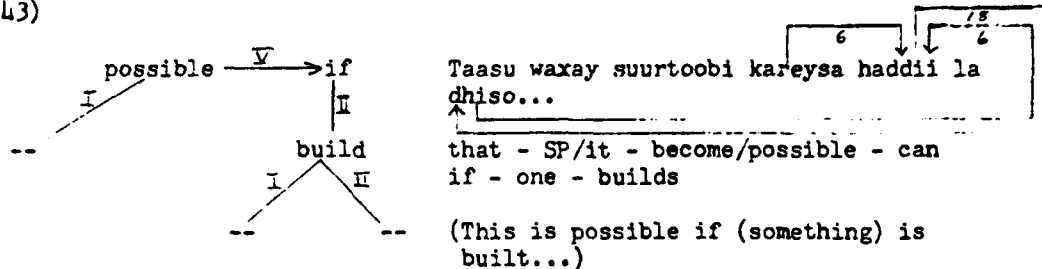 43)
18
6 6
possible V if Taasu waxay suurtoobi kareysa haddii la
I II dhiso...
-- build that - SP/it - become/possible - can
I II if - one - builds
-- -- (This is possible if (something) is
built...)